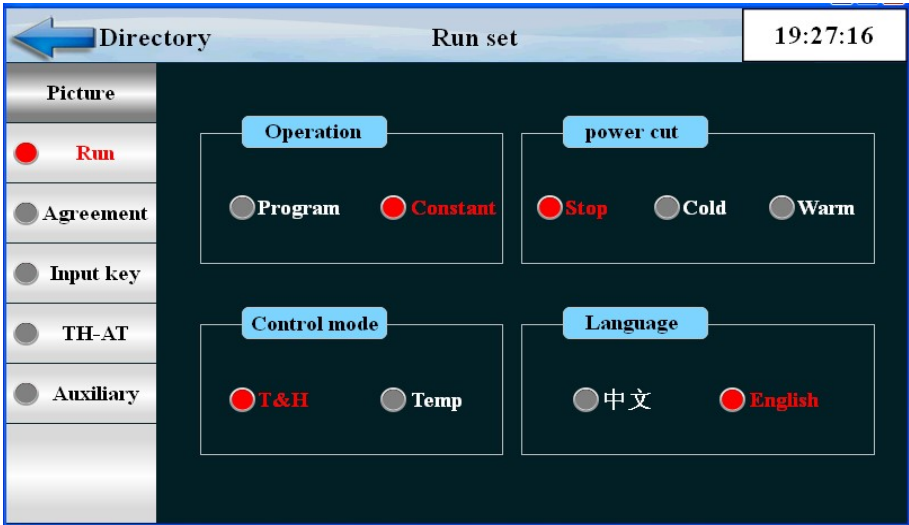 Directory Run set 19:27:16
Picture
Run
Agreement
Input key
TH-AT
Auxiliary
Operation
Program Constant
power cut
Stop Cold Warm
Control mode
T&H Temp
Language
中文 English